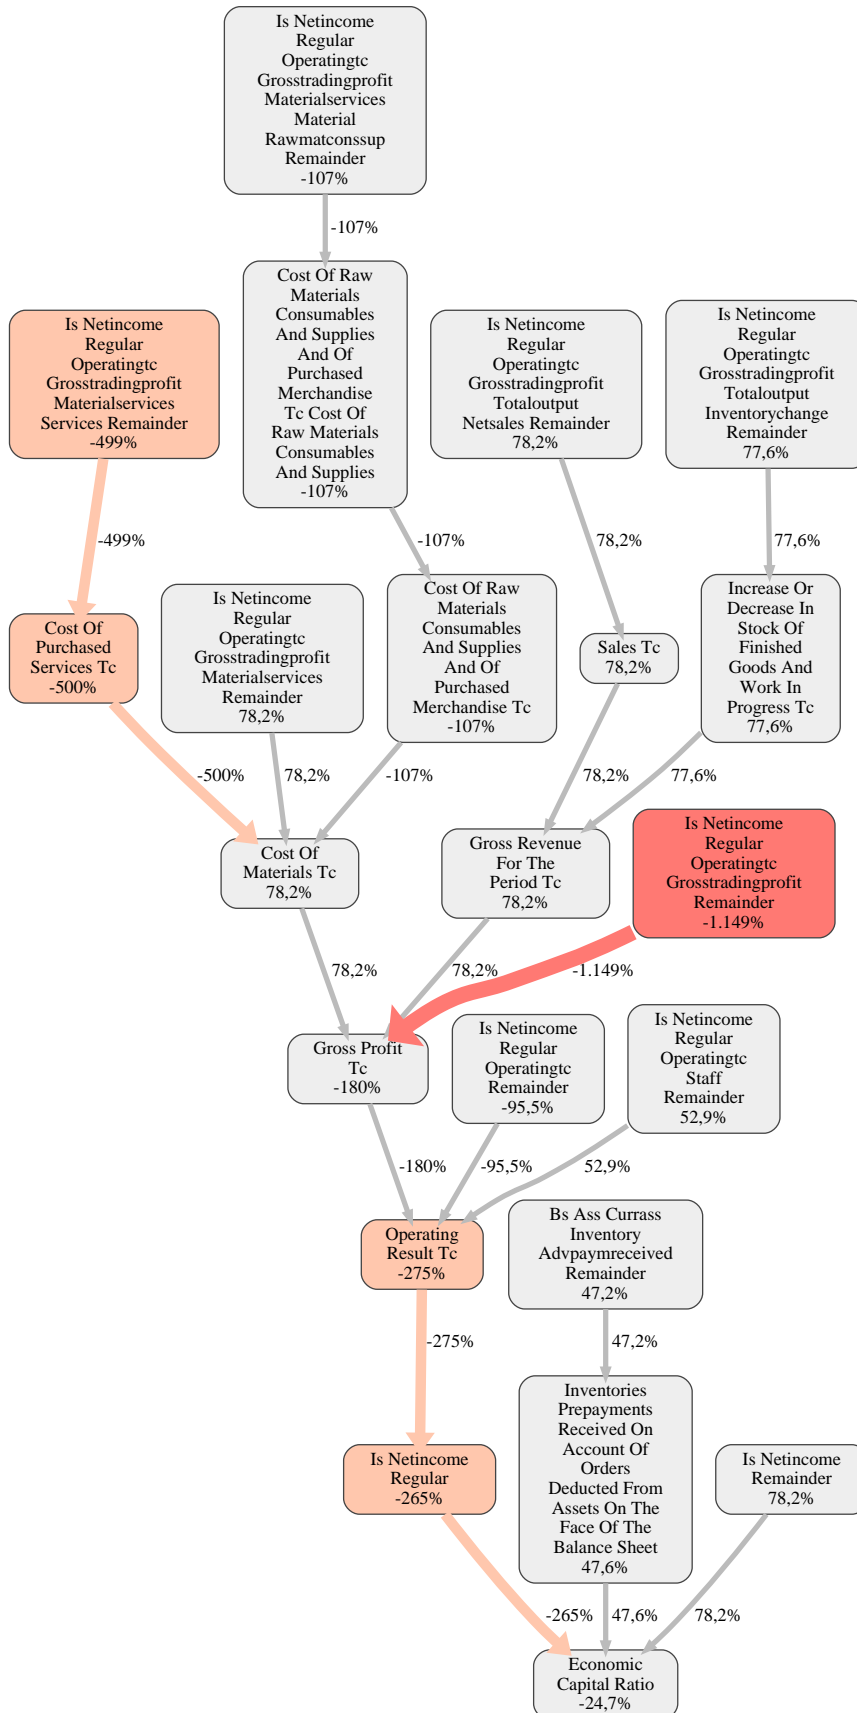 Is Netincome
Regular
Operatingtc
Grosstradingprofit
Materialservices
Material
Rawmatconssup
Remainder
-107%
-107%
Cost Of Raw
Materials
Consumables
And Supplies
And Of
Purchased
Merchandise
Tc Cost Of
Raw Materials
Consumables
And Supplies
-107%
Is Netincome
Regular
Operatingtc
Grosstradingprofit
Materialservices
Services Remainder
-499%
Is Netincome
Regular
Operatingtc
Grosstradingprofit
Totaloutput
Netsales Remainder
78,2%
Is Netincome
Regular
Operatingtc
Grosstradingprofit
Totaloutput
Inventorychange
Remainder
77,6%
-499%
-107%
78,2%
77,6%
Cost Of
Purchased
Services Tc
-500%
Is Netincome
Regular
Operatingtc
Grosstradingprofit
Materialservices
Remainder
78,2%
Cost Of Raw
Materials
Consumables
And Supplies
And Of
Purchased
Merchandise Tc
-107%
Sales Tc
78,2%
Increase Or
Decrease In
Stock Of
Finished
Goods And
Work In
Progress Tc
77,6%
-500%
78,2%
-107%
78,2%
77,6%
Cost Of
Materials Tc
78,2%
Gross Revenue
For The
Period Tc
78,2%
Is Netincome
Regular
Operatingtc
Grosstradingprofit
Remainder
-1.149%
78,2%
78,2%
-1.149%
Gross Profit
Tc
-180%
Is Netincome
Regular
Operatingtc
Remainder
-95,5%
Is Netincome
Regular
Operatingtc
Staff
Remainder
52,9%
-180%
-95,5%
52,9%
Operating
Result Tc
-275%
Bs Ass Currass
Inventory
Advpaymreceived
Remainder
47,2%
-275%
47,2%
Is Netincome
Regular
-265%
Inventories
Prepayments
Received On
Account Of
Orders
Deducted From
Assets On The
Face Of The
Balance Sheet
47,6%
Is Netincome
Remainder
78,2%
-265%
47,6%
78,2%
Economic
Capital Ratio
-24,7%